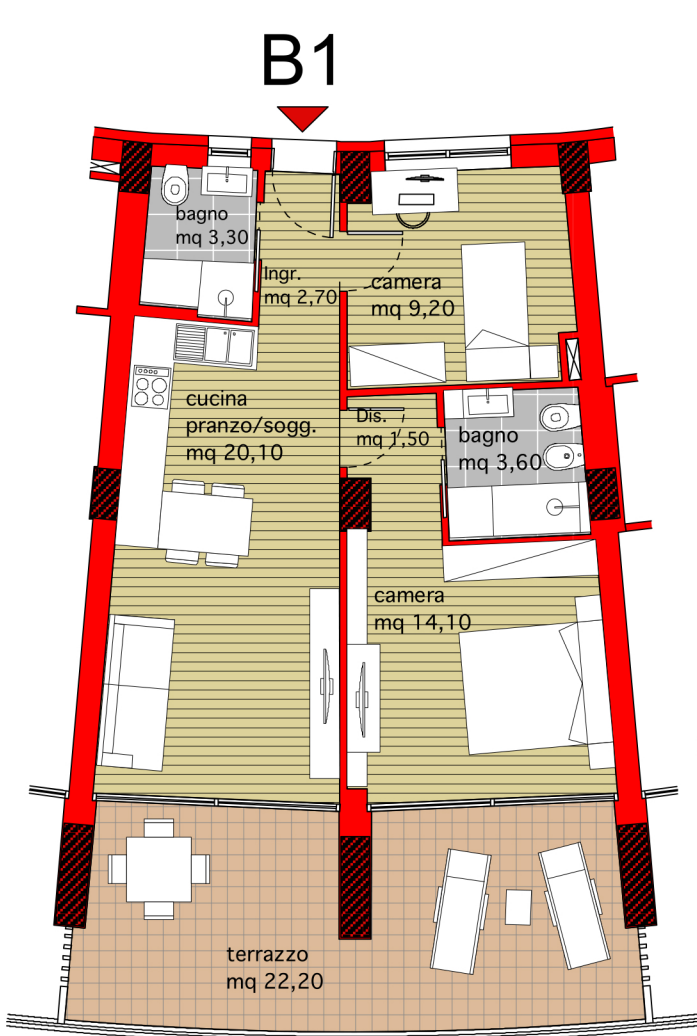 B1
bagno
mq 3,30
Ingr.
mq 2,70
camera
mq 9,20
cucina
pranzo/sogg.
mq 20,10
Dis.
mq 1,50
bagno
mq 3,60
camera
mq 14,10
terrazzo
mq 22,20